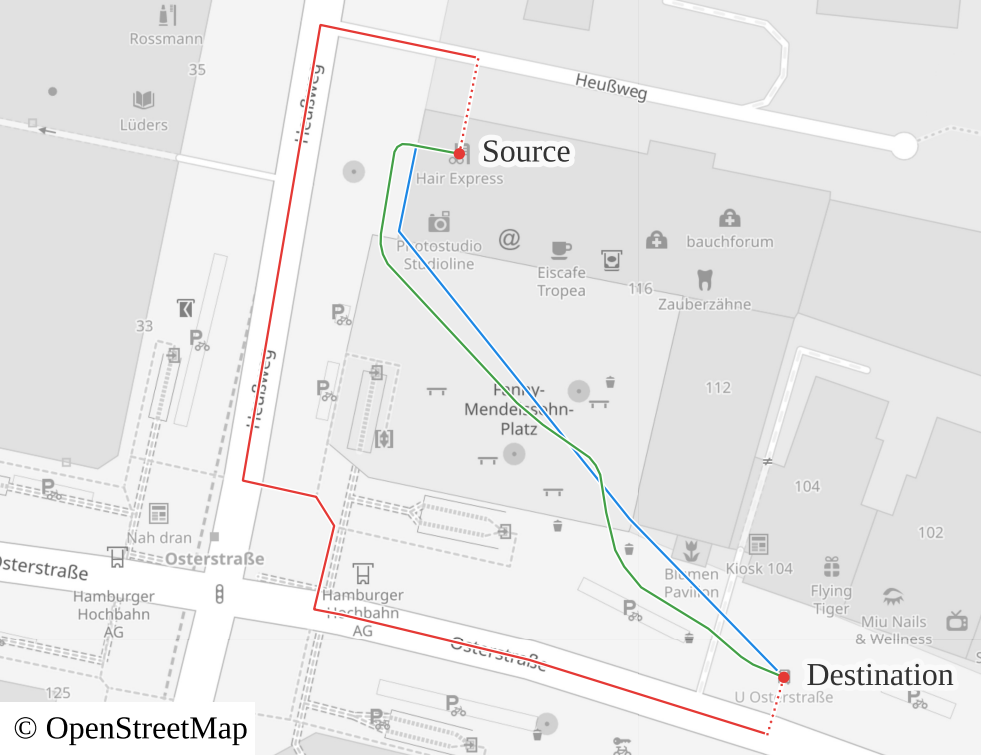 Rossmann
35
Heußweg
Lüders
Heußweg
Source
Hair Express
Photostudio
Studioline
@
bauchforum
Eiscafe
Tropea
116
Zauberzähne
33
P
P
112
P
Heußweg
Fanny-
Mendelssohn-
Platz
104
P
102
Nah dran
Osterstraße
Osterstraße
Kiosk 104
Blumen
Pavillon
Flying
Tiger
Hamburger
Hochbahn
AG
Hamburger
Hochbahn
AG
P
Miu Nails
& Wellness
Osterstraße
Destination
U Osterstraße
125
P
P
P
© OpenStreetMap